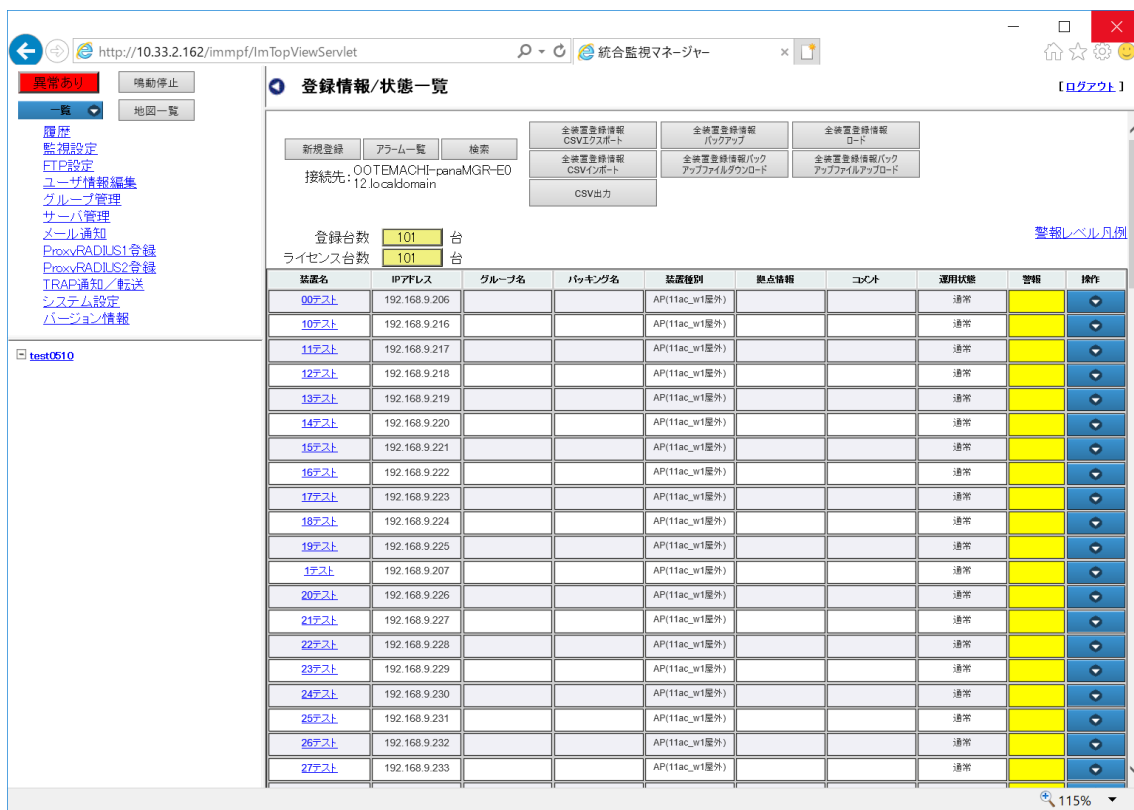 http://10.33.2.162/immpf/ImTopViewServlet
統合監視マネージャー
異常あり 鳴動停止
一覧 地図一覧
履歴
監視設定
FTP設定
ユーザ情報編集
グループ管理
サーバ管理
メール通知
ProxyRADIUS1登録
ProxyRADIUS2登録
TRAP通知／転送
システム設定
バージョン情報
test0510
登録情報/状態一覧 [ログアウト]
新規登録 アラーム一覧 検索
接続先: OOTEMACHI-panaMGR-E0
12.localdomain
全装置登録情報
CSVエクスポート
全装置登録情報
バックアップ
全装置登録情報
ロード
全装置登録情報
CSVインポート
全装置登録情報バック
アップファイルダウンロード
全装置登録情報バック
アップファイルアップロード
CSV出力
登録台数 101 台
ライセンス台数 101 台
警報レベル凡例
装置名 IPアドレス グループ名 パッキング名 装置種別 拠点情報 コメント 運用状態 警報 操作
00テスト 192.168.9.206 AP(11ac_w1屋外) 通常
10テスト 192.168.9.216 AP(11ac_w1屋外) 通常
11テスト 192.168.9.217 AP(11ac_w1屋外) 通常
12テスト 192.168.9.218 AP(11ac_w1屋外) 通常
13テスト 192.168.9.219 AP(11ac_w1屋外) 通常
14テスト 192.168.9.220 AP(11ac_w1屋外) 通常
15テスト 192.168.9.221 AP(11ac_w1屋外) 通常
16テスト 192.168.9.222 AP(11ac_w1屋外) 通常
17テスト 192.168.9.223 AP(11ac_w1屋外) 通常
18テスト 192.168.9.224 AP(11ac_w1屋外) 通常
19テスト 192.168.9.225 AP(11ac_w1屋外) 通常
1テスト 192.168.9.207 AP(11ac_w1屋外) 通常
20テスト 192.168.9.226 AP(11ac_w1屋外) 通常
21テスト 192.168.9.227 AP(11ac_w1屋外) 通常
22テスト 192.168.9.228 AP(11ac_w1屋外) 通常
23テスト 192.168.9.229 AP(11ac_w1屋外) 通常
24テスト 192.168.9.230 AP(11ac_w1屋外) 通常
25テスト 192.168.9.231 AP(11ac_w1屋外) 通常
26テスト 192.168.9.232 AP(11ac_w1屋外) 通常
27テスト 192.168.9.233 AP(11ac_w1屋外) 通常
115%